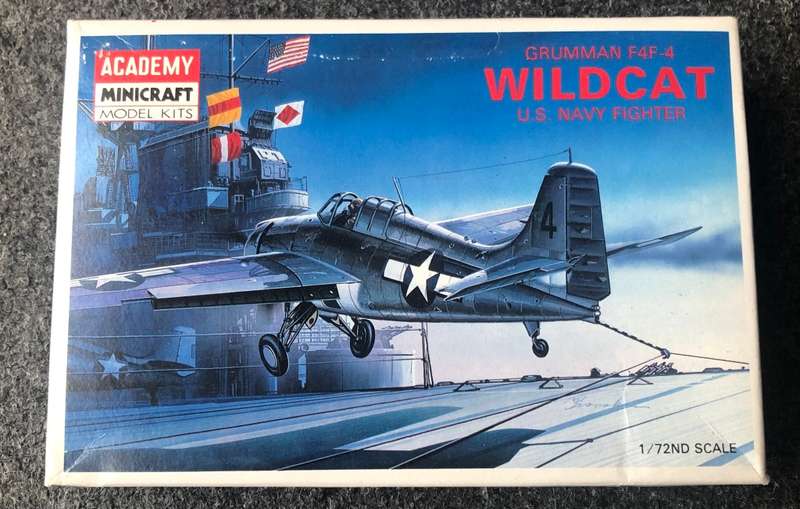 ACADEMY
MINICRAFT
MODEL KITS
GRUMMAN F4F-4
WILDCAT
U.S. NAVY FIGHTER
4
1/72ND SCALE